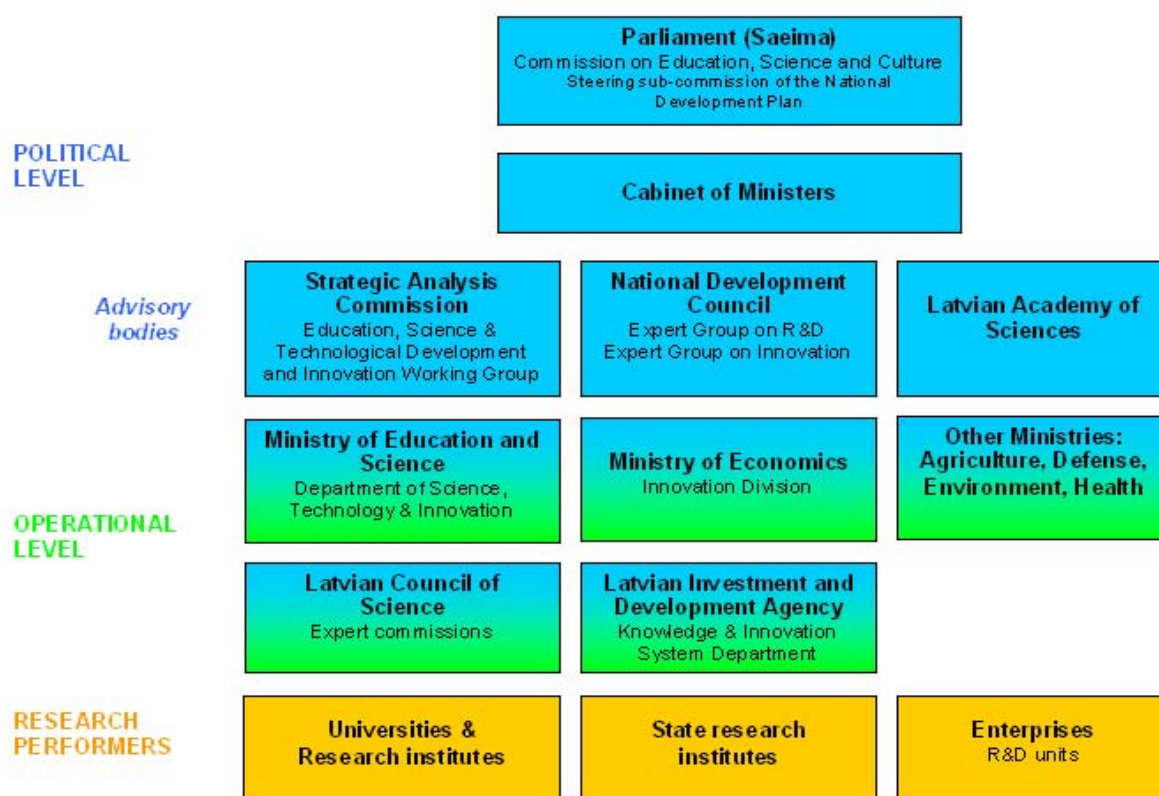 Parliament (Saeima)
Commission on Education, Science and Culture
Steering sub-commission of the National
Development Plan
POLITICAL
LEVEL
Cabinet of Ministers
Advisory
bodies
Strategic Analysis
Commission
Education, Science &
Technological Development
and Innovation Working Group
National Development
Council
Expert Group on R&D
Expert Group on Innovation
Latvian Academy of
Sciences
OPERATIONAL
LEVEL
Ministry of Education and
Science
Department of Science,
Technology & Innovation
Ministry of Economics
Innovation Division
Other Ministries:
Agriculture, Defense,
Environment, Health
Latvian Council of
Science
Expert commissions
Latvian Investment and
Development Agency
Knowledge & Innovation
System Department
RESEARCH
PERFORMERS
Universities &
Research institutes
State research
institutes
Enterprises
R&D units